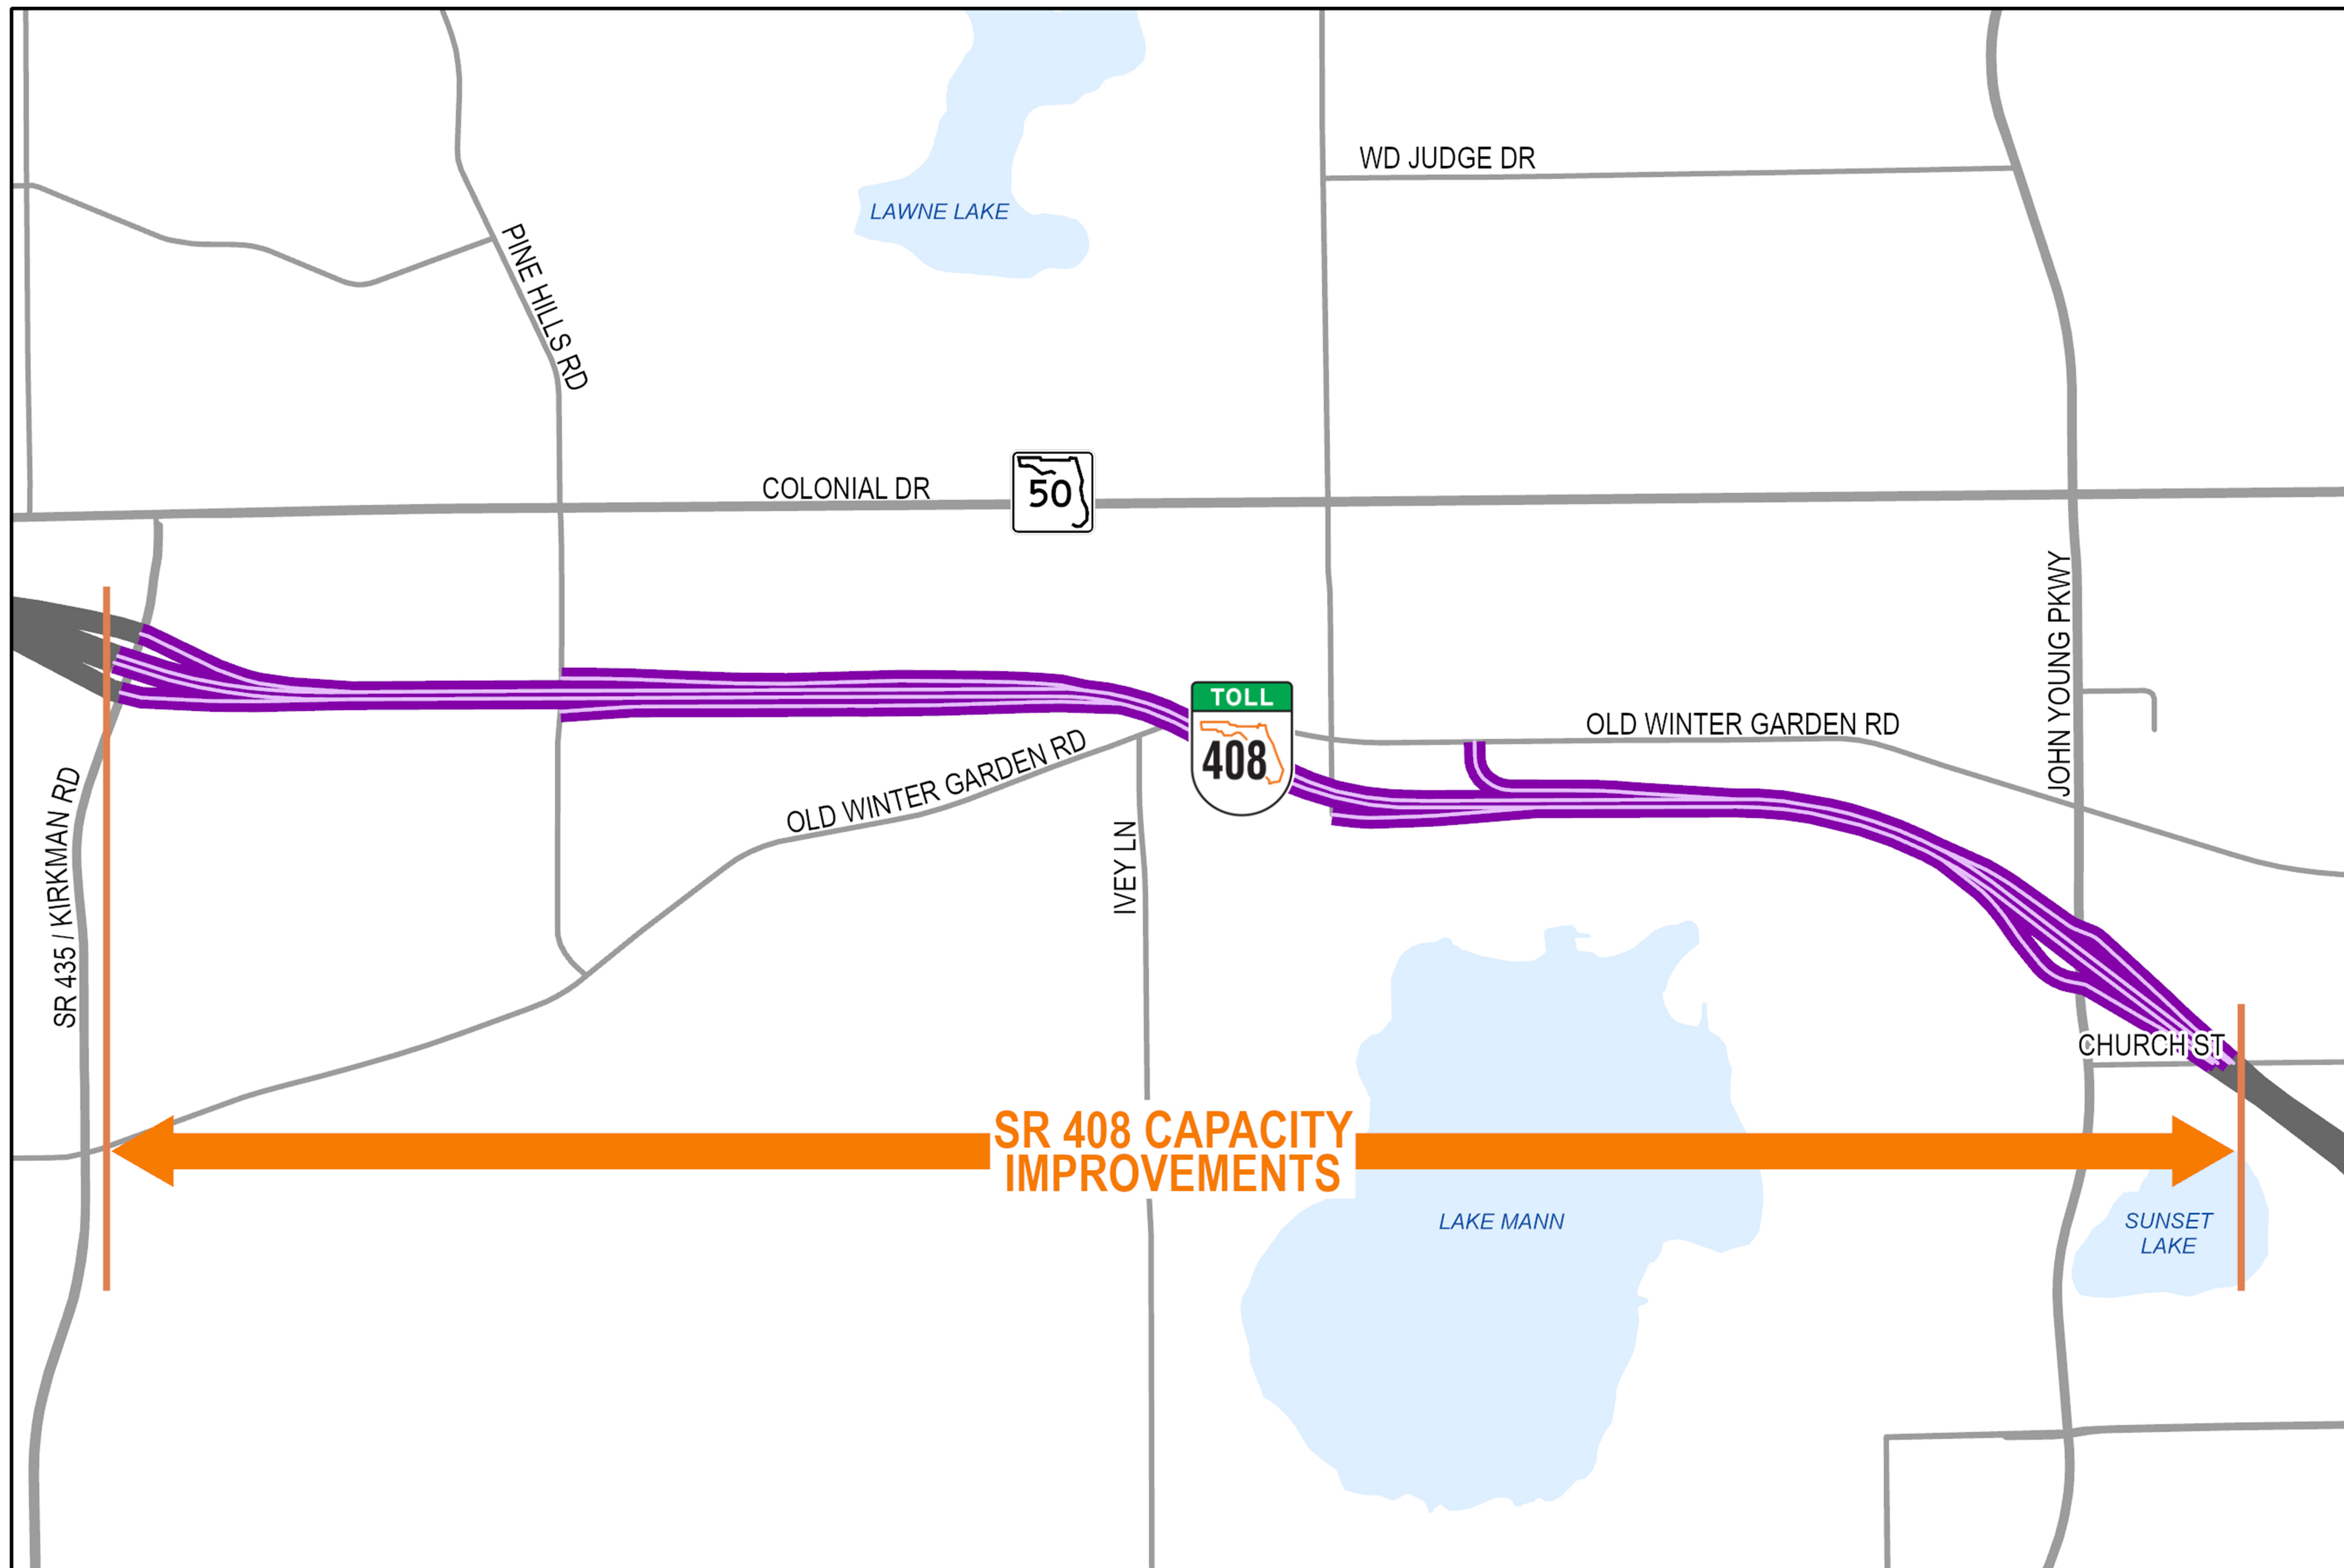 WD JUDGE DR
LAWNE LAKE
PINE HILLS RD
COLONIAL DR
50
JOHN YOUNG PKWY
TOLL
408
OLD WINTER GARDEN RD
OLD WINTER GARDEN RD
SR 435 / KIRKMAN RD
IVEY LN
CHURCH ST
SR 408 CAPACITY
IMPROVEMENTS
LAKE MANN
SUNSET
LAKE